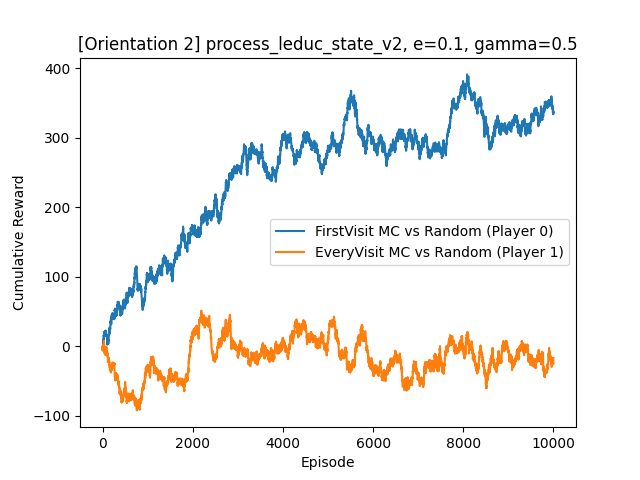 [Orientation 2] process_leduc_state_v2, e=0.1, gamma=0.5
400
300
200
100
0
−100
Cumulative Reward
FirstVisit MC vs Random (Player 0)
EveryVisit MC vs Random (Player 1)
0 2000 4000 6000 8000 10000
Episode